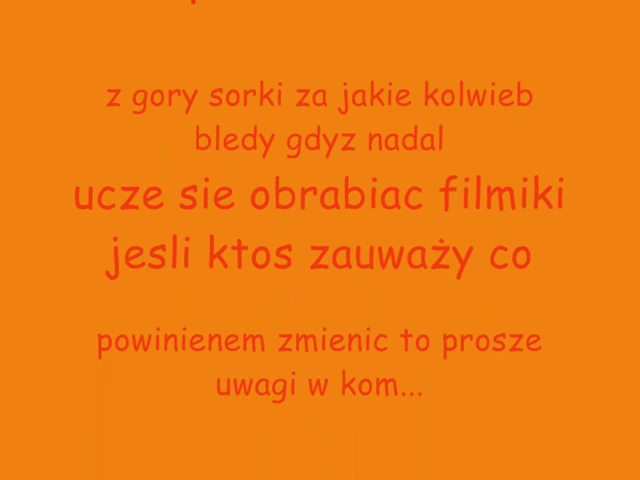 z gory sorki za jakie kolwieb
bledy gdyz nadal
ucze sie obrabiac filmiki
jesli ktos zauważy co
powinienem zmienic to prosze
uwagi w kom...